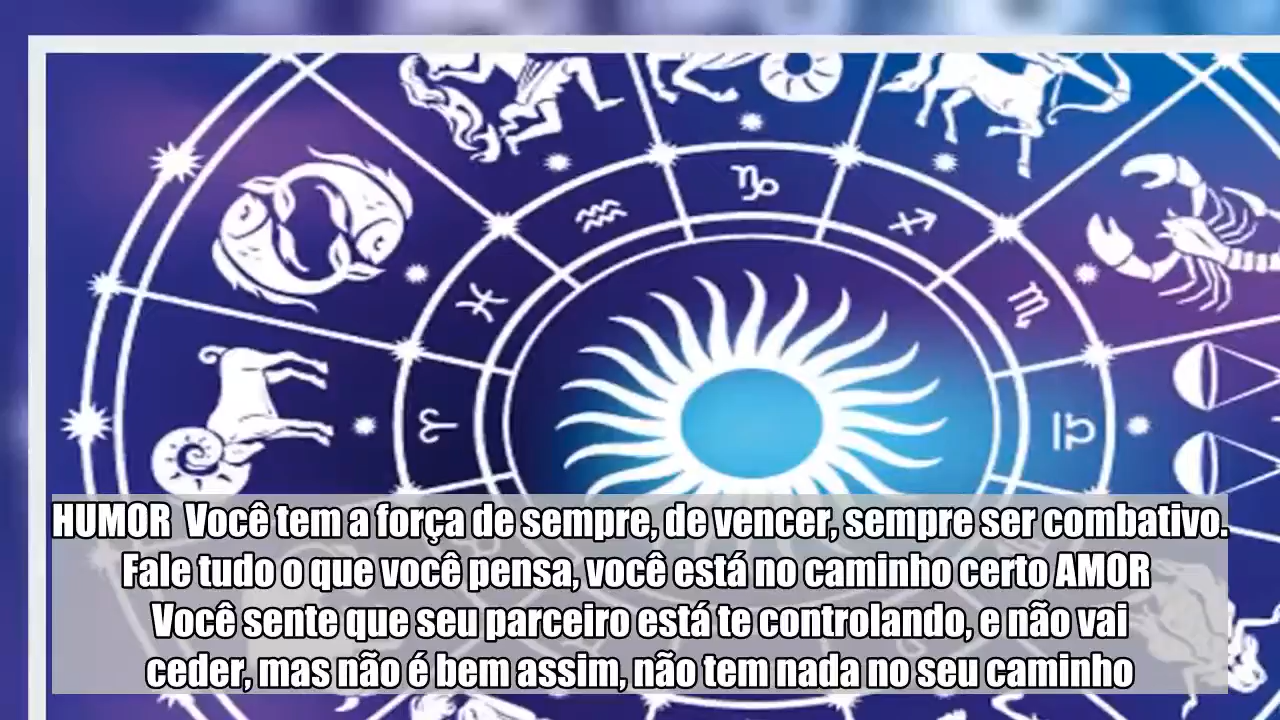 HUMOR  Você tem a força de sempre, de vencer, sempre ser combativo.
Fale tudo o que você pensa, você está no caminho certo AMOR
Você sente que seu parceiro está te controlando, e não vai
ceder, mas não é bem assim, não tem nada no seu caminho